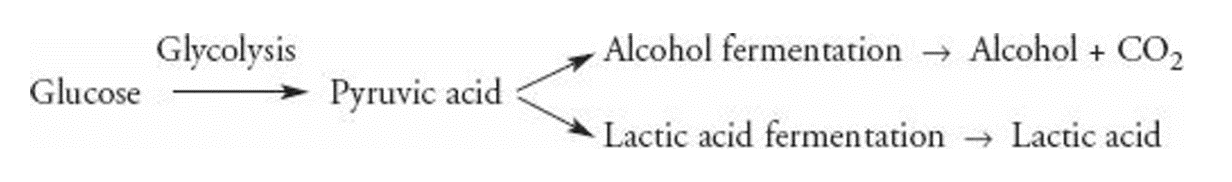 Glycolysis
Glucose → Pyruvic acid
Alcohol fermentation → Alcohol + CO₂
Lactic acid fermentation → Lactic acid